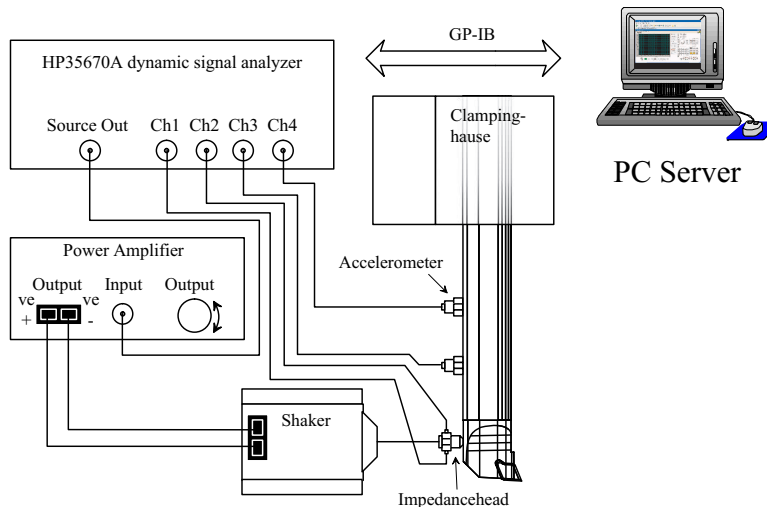 GP-IB
HP35670A dynamic signal analyzer
Source Out Ch1 Ch2 Ch3 Ch4
Clamping-
hause
PC Server
Power Amplifier
Output Input Output
ve ve
+ -
Accelerometer
Shaker
Impedancehead